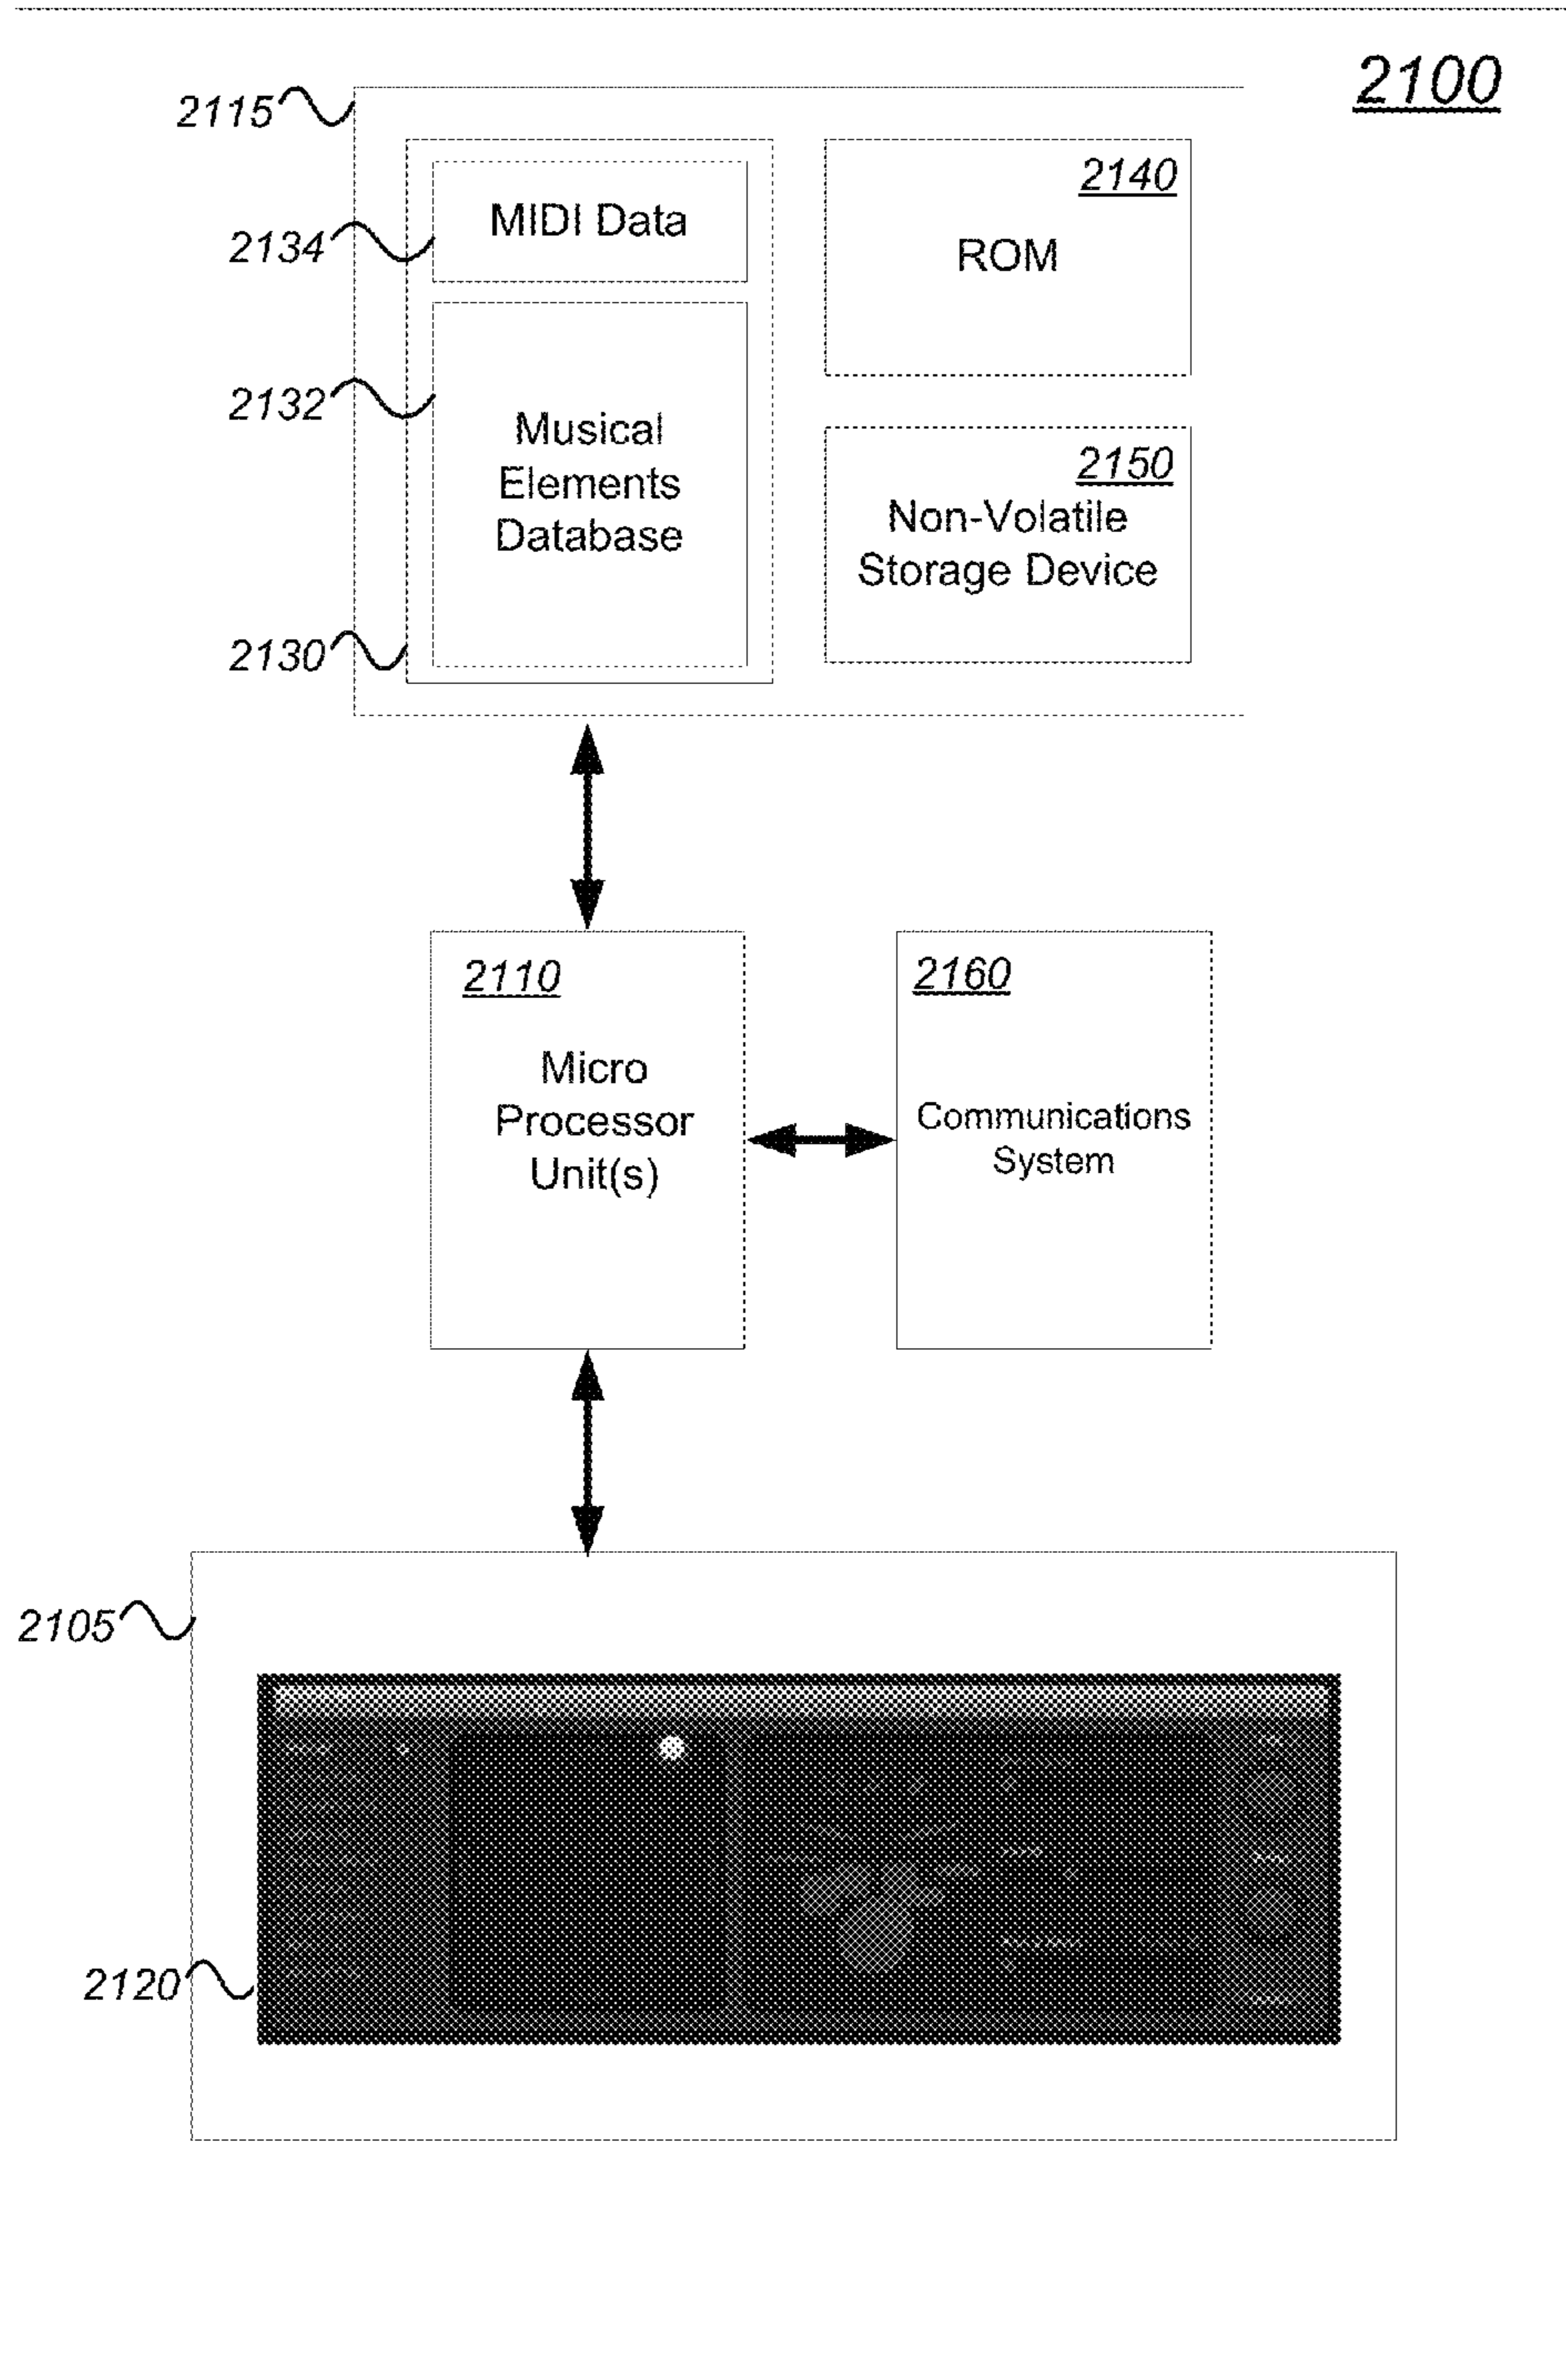 2100
2115
2140
MIDI Data
2134
ROM
2132
Musical
Elements
Database
2150
Non-Volatile
Storage Device
2130
2110
2160
Micro
Processor
Unit(s)
Communications
System
2105
2120